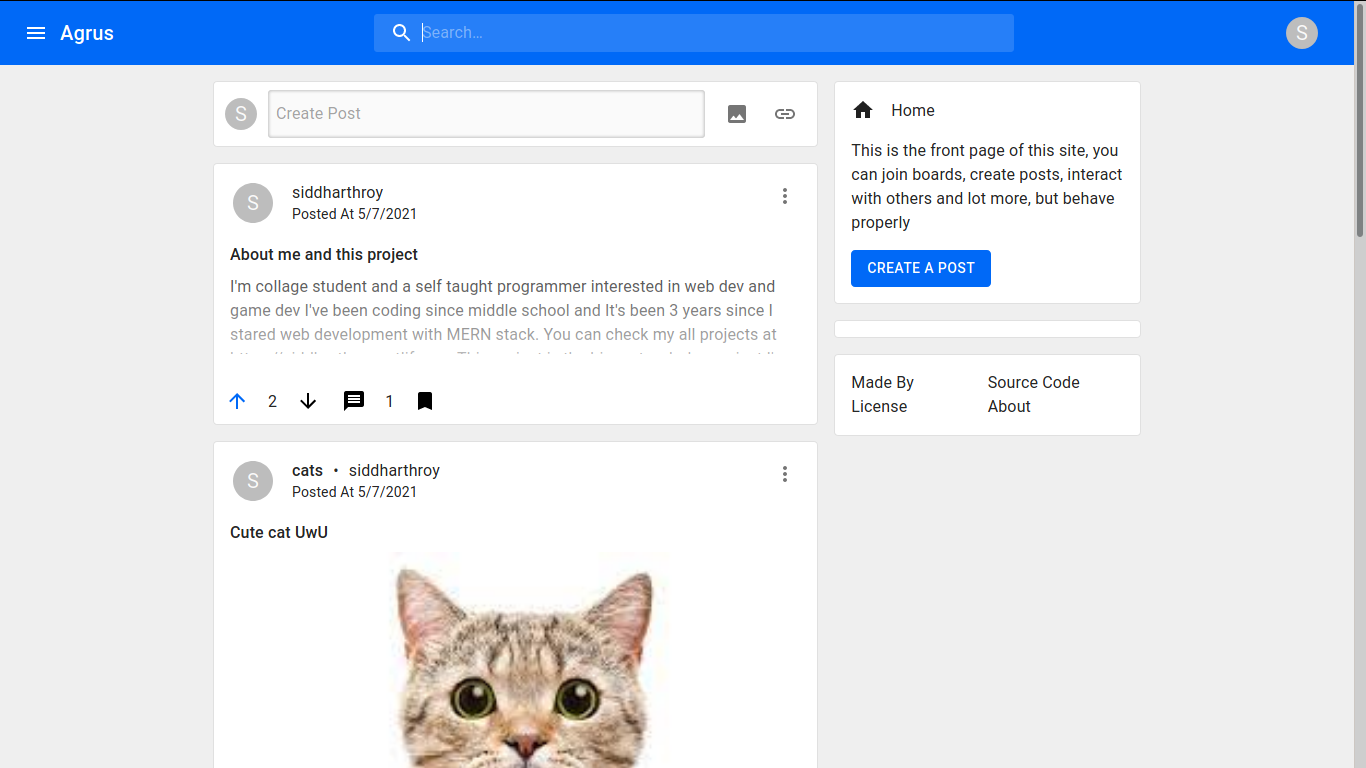 Agrus
Search...
S
S
Create Post
S
siddharthroy
Posted At 5/7/2021
About me and this project
I'm collage student and a self taught programmer interested in web dev and
game dev I've been coding since middle school and It's been 3 years since I
stared web development with MERN stack. You can check my all projects at
2
1
S
cats • siddharthroy
Posted At 5/7/2021
Cute cat UwU
Home
This is the front page of this site, you
can join boards, create posts, interact
with others and lot more, but behave
properly
CREATE A POST
Made By
Source Code
License
About